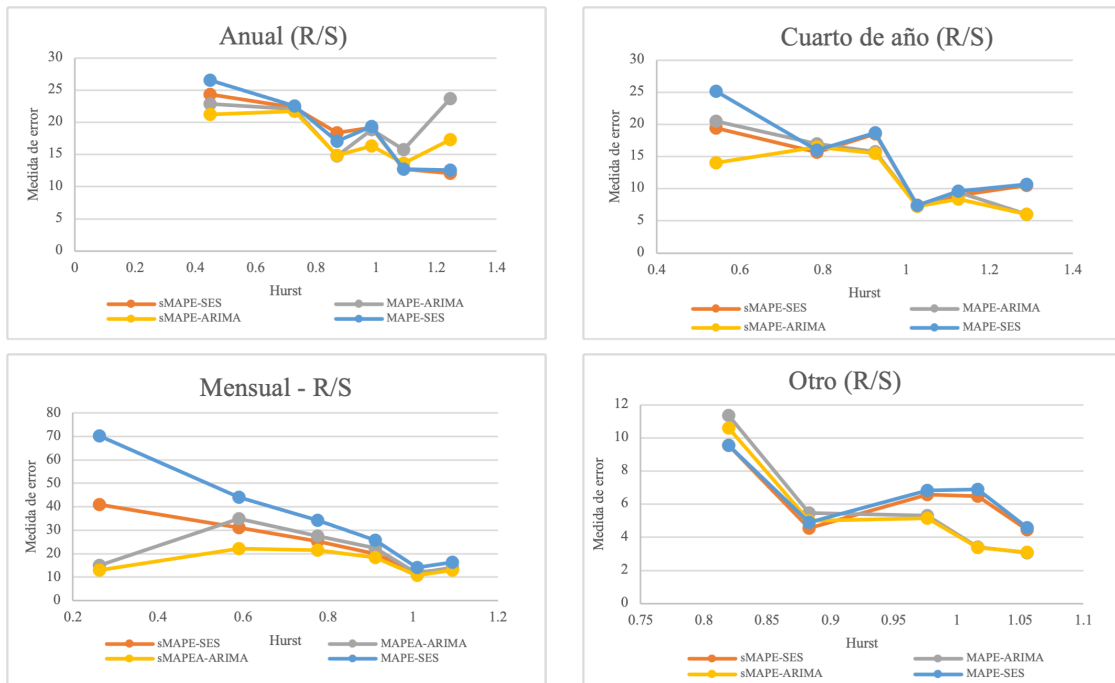 Anual (R/S)
30
25
20
15
10
5
0
Medida de error
0 0.2 0.4 0.6 0.8 1 1.2 1.4
Hurst
sMAPE-SES MAPE-ARIMA
sMAPE-ARIMA MAPE-SES
Cuarto de año (R/S)
30
25
20
15
10
5
0
Medida de error
0.4 0.6 0.8 1 1.2 1.4
Hurst
sMAPE-SES MAPE-ARIMA
sMAPE-ARIMA MAPE-SES
Mensual - R/S
80
70
60
50
40
30
20
10
0
Medida de error
0.2 0.4 0.6 0.8 1 1.2
Hurst
sMAPE-SES MAPEA-ARIMA
sMAPEA-ARIMA MAPE-SES
Otro (R/S)
12
10
8
6
4
2
0
Medida de error
0.75 0.8 0.85 0.9 0.95 1 1.05 1.1
Hurst
sMAPE-SES MAPE-ARIMA
sMAPE-ARIMA MAPE-SES